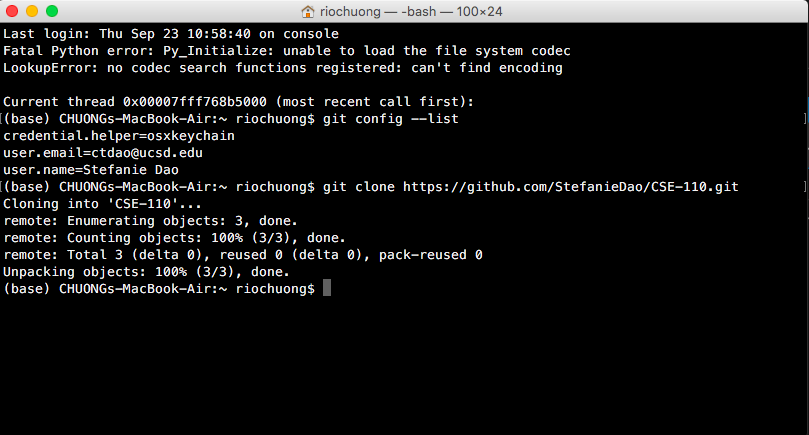 riochuong — -bash — 100×24
Last login: Thu Sep 23 10:58:40 on console
Fatal Python error: Py_Initialize: unable to load the file system codec
LookupError: no codec search functions registered: can't find encoding
Current thread 0x00007fff768b5000 (most recent call first):
[(base) CHUONGs-MacBook-Air:~ riochuong$ git config --list ]
credential.helper=osxkeychain
user.email=ctdao@ucsd.edu
user.name=Stefanie Dao
[(base) CHUONGs-MacBook-Air:~ riochuong$ git clone https://github.com/StefanieDao/CSE-110.git ]
Cloning into 'CSE-110'...
remote: Enumerating objects: 3, done.
remote: Counting objects: 100% (3/3), done.
remote: Total 3 (delta 0), reused 0 (delta 0), pack-reused 0
Unpacking objects: 100% (3/3), done.
(base) CHUONGs-MacBook-Air:~ riochuong$